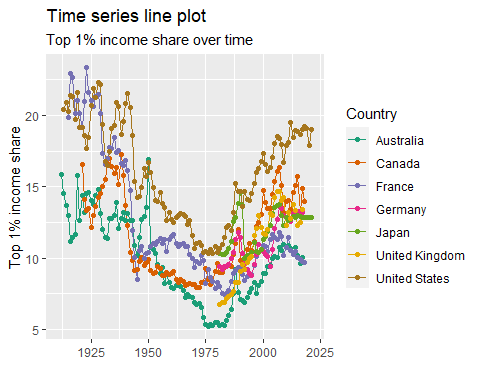 Time series line plot
Top 1% income share over time
Top 1% income share
20
15
10
5
1925
1950
1975
2000
2025
Country
Australia
Canada
France
Germany
Japan
United Kingdom
United States